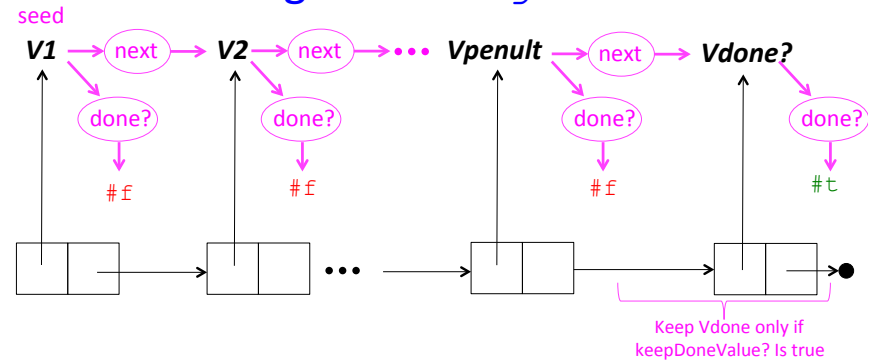 seed
V1 next V2 next ••• Vpenult next Vdone?
done? done? done? done?
#f #f #f #t
•••
Keep Vdone only if
keepDoneValue? Is true